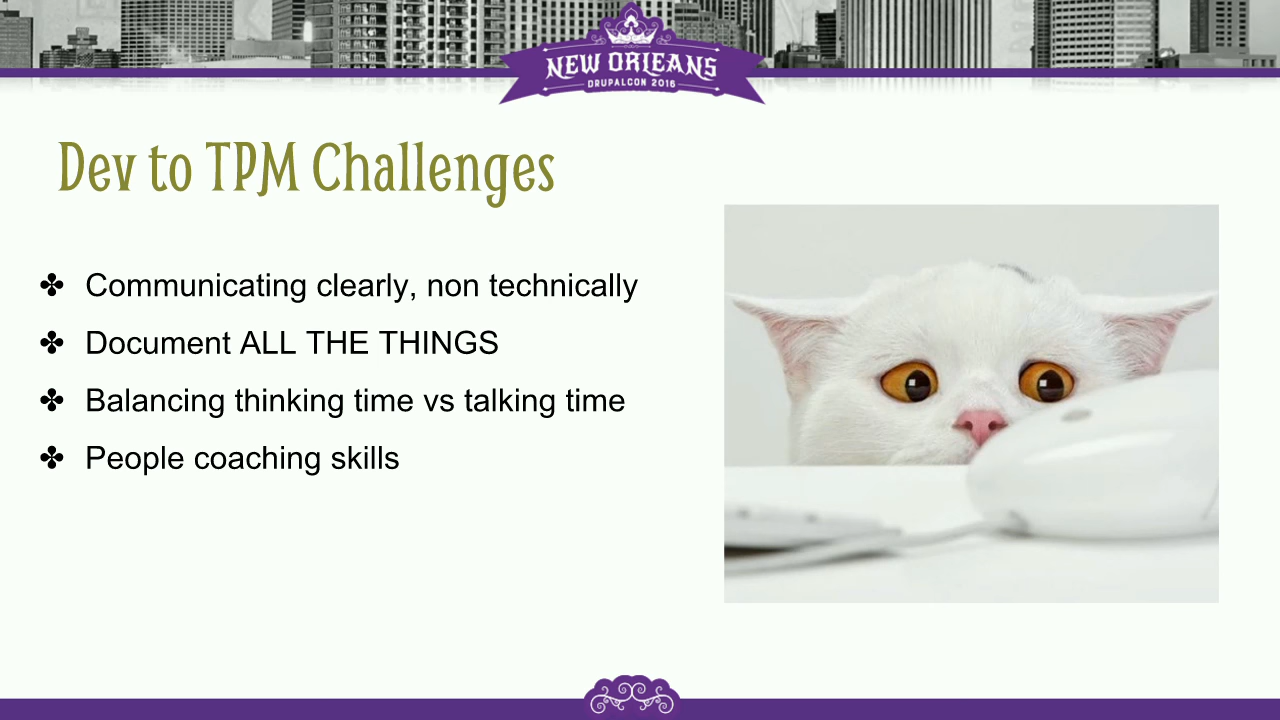 NEW ORLEANS
DRUPALCON 2016
Dev to TPM Challenges
✤ Communicating clearly, non technically
✤ Document ALL THE THINGS
✤ Balancing thinking time vs talking time
✤ People coaching skills